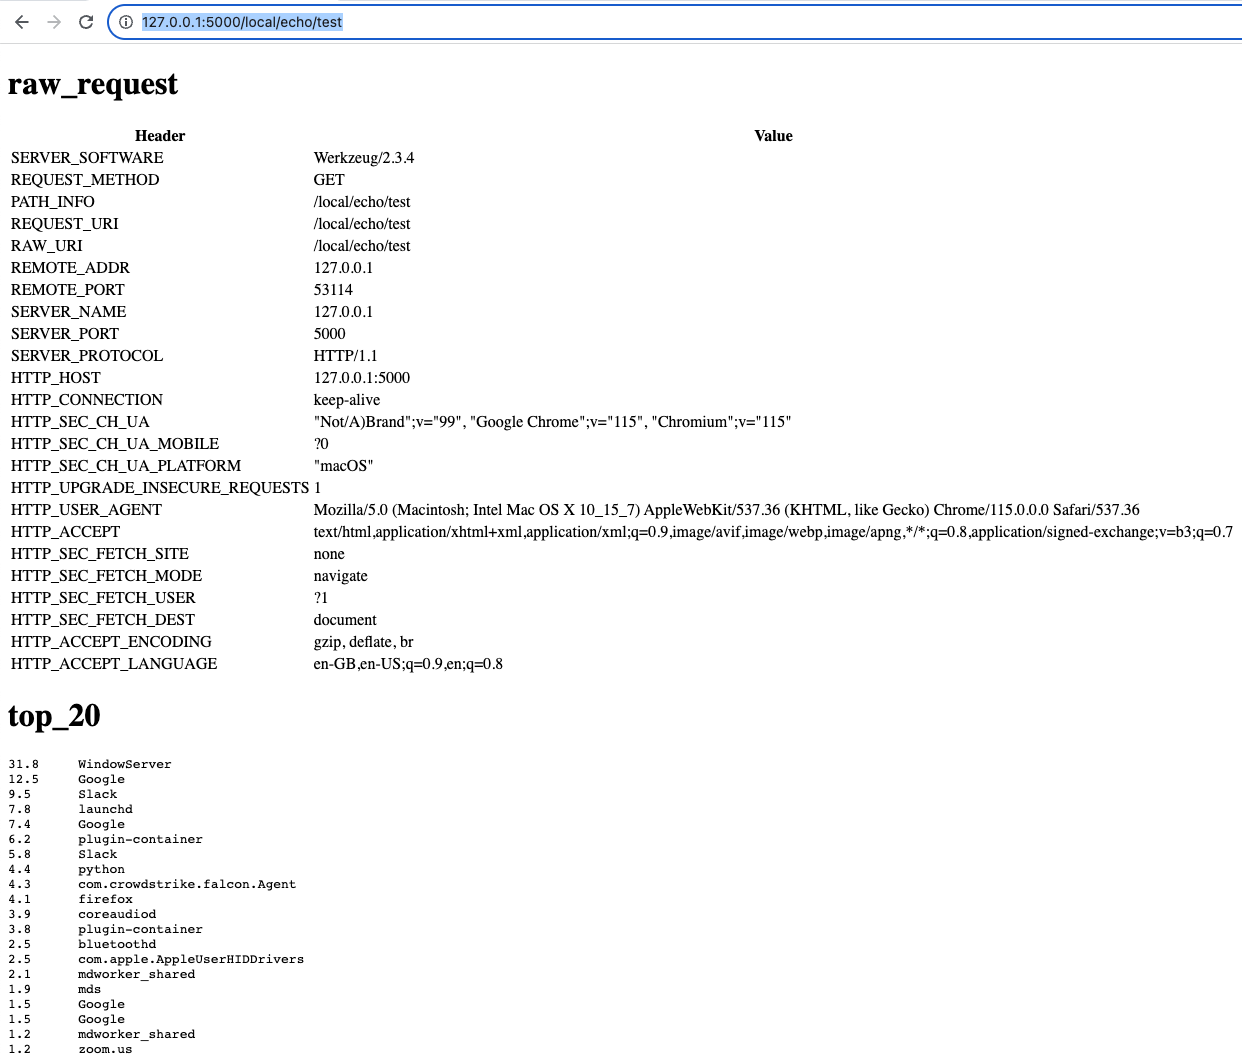 127.0.0.1:5000/local/echo/test
raw_request
Header Value
SERVER_SOFTWARE Werkzeug/2.3.4
REQUEST_METHOD GET
PATH_INFO /local/echo/test
REQUEST_URI /local/echo/test
RAW_URI /local/echo/test
REMOTE_ADDR 127.0.0.1
REMOTE_PORT 53114
SERVER_NAME 127.0.0.1
SERVER_PORT 5000
SERVER_PROTOCOL HTTP/1.1
HTTP_HOST 127.0.0.1:5000
HTTP_CONNECTION keep-alive
HTTP_SEC_CH_UA "Not/A)Brand";v="99", "Google Chrome";v="115", "Chromium";v="115"
HTTP_SEC_CH_UA_MOBILE ?0
HTTP_SEC_CH_UA_PLATFORM "macOS"
HTTP_UPGRADE_INSECURE_REQUESTS 1
HTTP_USER_AGENT Mozilla/5.0 (Macintosh; Intel Mac OS X 10_15_7) AppleWebKit/537.36 (KHTML, like Gecko) Chrome/115.0.0.0 Safari/537.36
HTTP_ACCEPT text/html,application/xhtml+xml,application/xml;q=0.9,image/avif,image/webp,image/apng,*/*;q=0.8,application/signed-exchange;v=b3;q=0.7
HTTP_SEC_FETCH_SITE none
HTTP_SEC_FETCH_MODE navigate
HTTP_SEC_FETCH_USER ?1
HTTP_SEC_FETCH_DEST document
HTTP_ACCEPT_ENCODING gzip, deflate, br
HTTP_ACCEPT_LANGUAGE en-GB,en-US;q=0.9,en;q=0.8
top_20
31.8 WindowServer
12.5 Google
9.5 Slack
7.8 launchd
7.4 Google
6.2 plugin-container
5.8 Slack
4.4 python
4.3 com.crowdstrike.falcon.Agent
4.1 firefox
3.9 coreaudiod
3.8 plugin-container
2.5 bluetoothd
2.5 com.apple.AppleUserHIDDrivers
2.1 mdworker_shared
1.9 mds
1.5 Google
1.5 Google
1.2 mdworker_shared
1.2 zoom.us